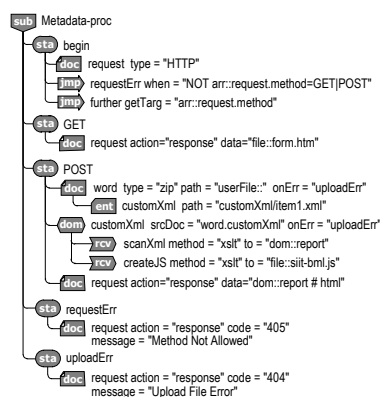 sub Metadata-proc
sta begin
doc request type = "HTTP"
jmp requestErr when = "NOT arr::request.method=GET|POST"
jmp further getTarg = "arr::request.method"
sta GET
doc request action="response" data="file::form.htm"
sta POST
doc word type = "zip" path = "userFile::" onErr = "uploadErr"
ent customXml path = "customXml/item1.xml"
dom customXml srcDoc = "word.customXml" onErr = "uploadErr"
rcv scanXml method = "xslt" to = "dom::report"
rcv createJS method = "xslt" to = "file::siit-bml.js"
doc request action="response" data="dom::report # html"
sta requestErr
doc request action = "response" code = "405"
message = "Method Not Allowed"
sta uploadErr
doc request action = "response" code = "404"
message = "Upload File Error"